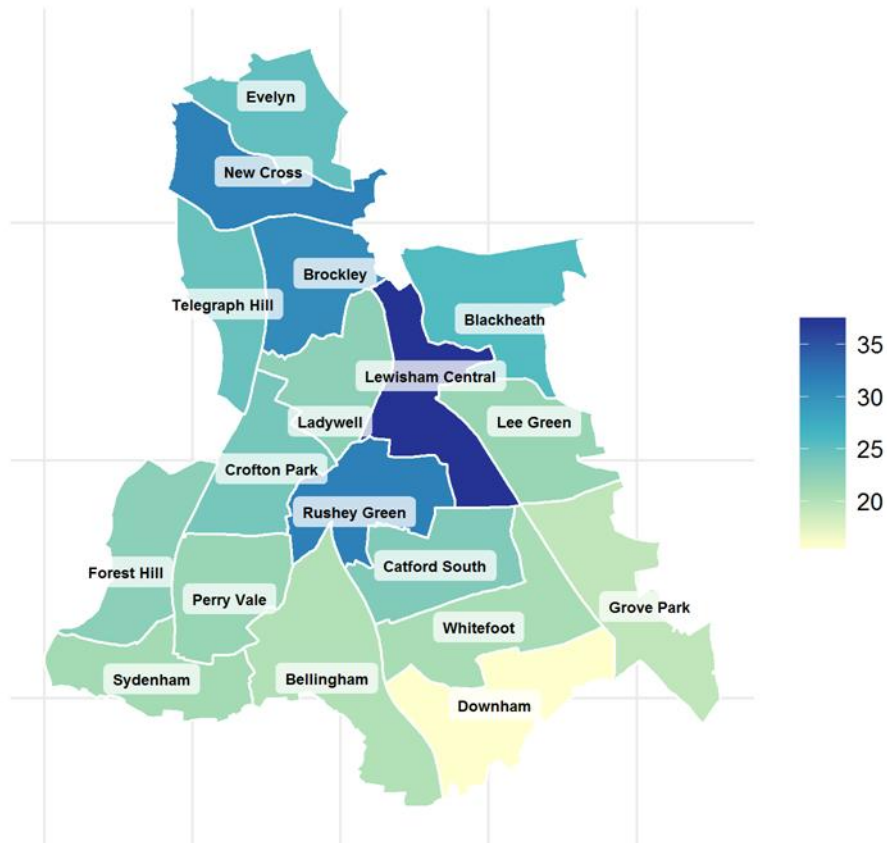 Evelyn
New Cross
Brockley
Telegraph Hill
Blackheath
Lewisham Central
Ladywell
Lee Green
Crofton Park
Rushey Green
Forest Hill
Catford South
Perry Vale
Grove Park
Whitefoot
Sydenham
Bellingham
Downham
35
30
25
20